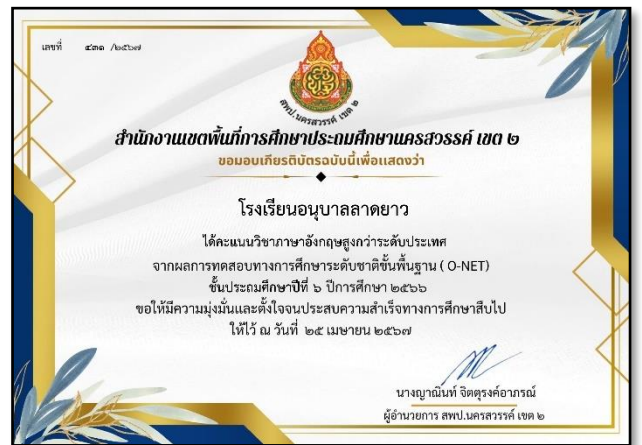 เลขที่ ๔๓๑ /๒๕๖๗
สพป.นครสวรรค์ เขต ๒
สำนักงานเขตพื้นที่การศึกษาประถมศึกษานครสวรรค์ เขต ๒
ขอมอบเกียรติบัตรฉบับนี้เพื่อแสดงว่า
โรงเรียนอนุบาลลาดยาว
ได้คะแนนวิชาภาษาอังกฤษสูงกว่าระดับประเทศ
จากผลการทดสอบทางการศึกษาระดับชาติขั้นพื้นฐาน ( O-NET)
ชั้นประถมศึกษาปีที่ ๖ ปีการศึกษา ๒๕๖๖
ขอให้มีความมุ่งมั่นและตั้งใจจนประสบความสำเร็จทางการศึกษาสืบไป
ให้ไว้ ณ วันที่ ๒๕ เมษายน ๒๕๖๗
นางญาณินท์ จิตตุรงค์อาภรณ์
ผู้อำนวยการ สพป.นครสวรรค์ เขต ๒